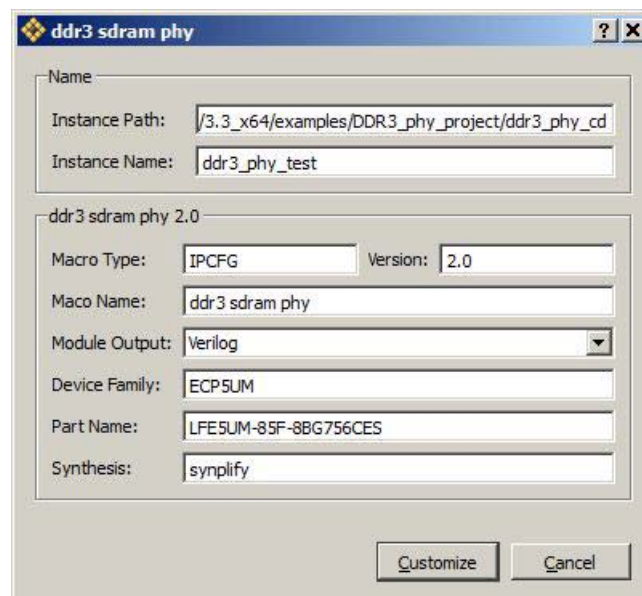 ddr3 sdram phy
Name
Instance Path: /3.3_x64/examples/DDR3_phy_project/ddr3_phy_cd
Instance Name: ddr3_phy_test
ddr3 sdram phy 2.0
Macro Type: IPCFG Version: 2.0
Maco Name: ddr3 sdram phy
Module Output: Verilog
Device Family: ECP5UM
Part Name: LFE5UM-85F-8BG756CES
Synthesis: synplify
Customize Cancel